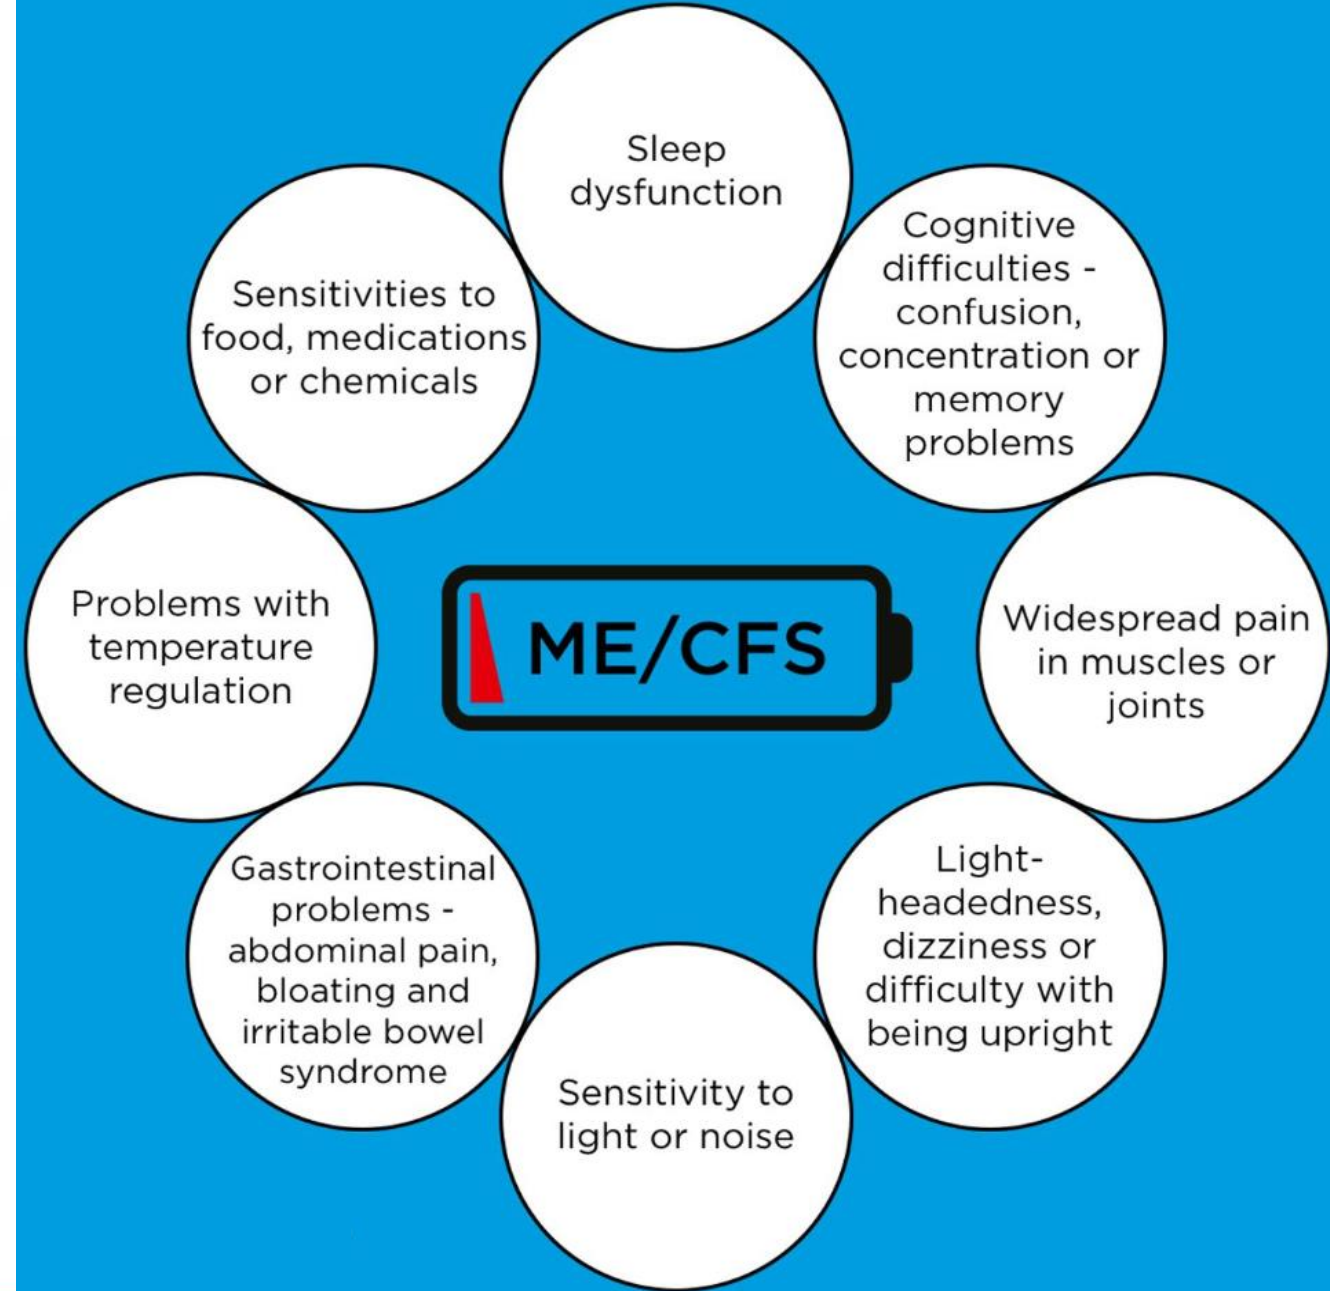 Sleep
dysfunction
Cognitive
difficulties -
confusion,
concentration or
memory
problems
Widespread pain
in muscles or
joints
Light-
headedness,
dizziness or
difficulty with
being upright
Sensitivity to
light or noise
Gastrointestinal
problems -
abdominal pain,
bloating and
irritable bowel
syndrome
Problems with
temperature
regulation
Sensitivities to
food, medications
or chemicals
ME/CFS